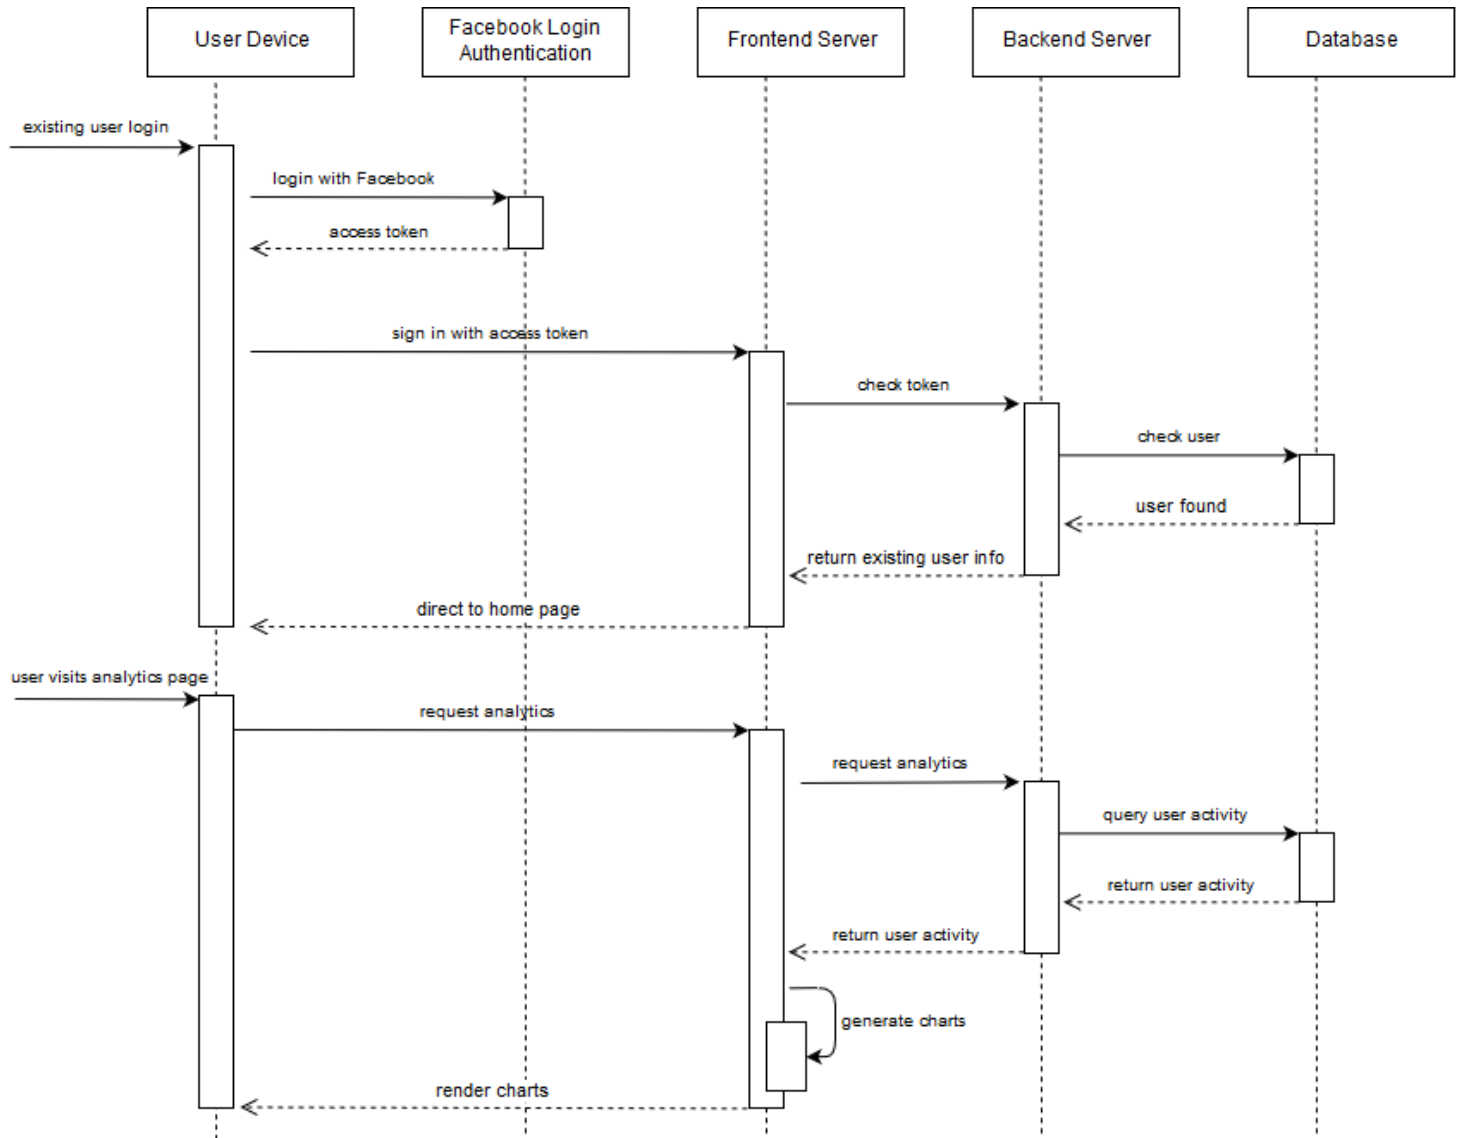 User Device
Facebook Login
Authentication
Frontend Server
Backend Server
Database
existing user login
login with Facebook
access token
sign in with access token
check token
check user
user found
return existing user info
direct to home page
user visits analytics page
request analytics
request analytics
query user activity
return user activity
return user activity
generate charts
render charts